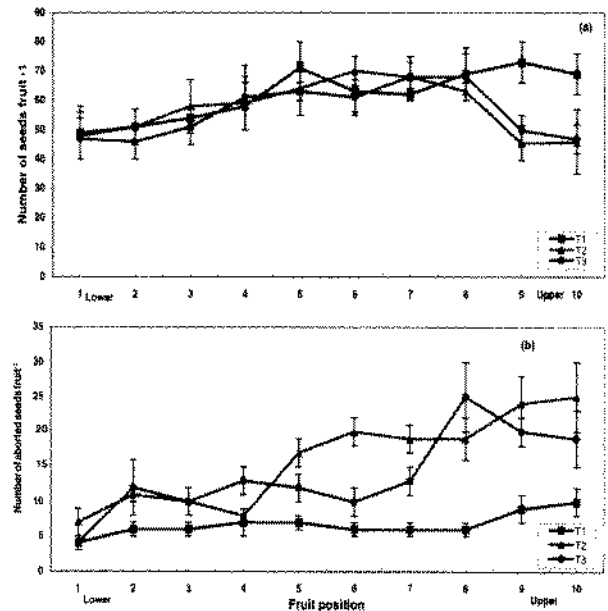 (a)
90
80
70
60
50
40
30
20
10
0
Number of seeds fruit -1
T1
T2
T3
1 Lower 2 3 4 5 6 7 8 9 Upper 10
(b)
35
30
25
20
15
10
5
0
Number of aborted seeds fruit-1
T1
T2
T3
1 2 3 4 5 6 7 8 9 10
Lower Fruit position Upper